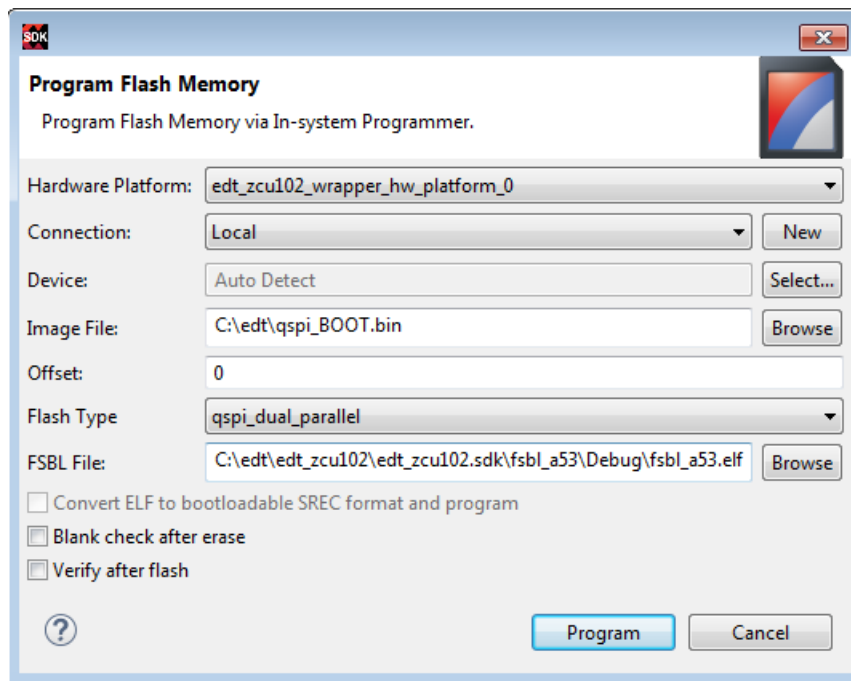 SDK
Program Flash Memory
Program Flash Memory via In-system Programmer.
Hardware Platform: edt_zcu102_wrapper_hw_platform_0
Connection: Local New
Device: Auto Detect Select...
Image File: C:\edt\qspi_BOOT.bin Browse
Offset: 0
Flash Type qspi_dual_parallel
FSBL File: C:\edt\edt_zcu102\edt_zcu102.sdk\fsbl_a53\Debug\fsbl_a53.elf Browse
Convert ELF to bootloadable SREC format and program
Blank check after erase
Verify after flash
? Program Cancel